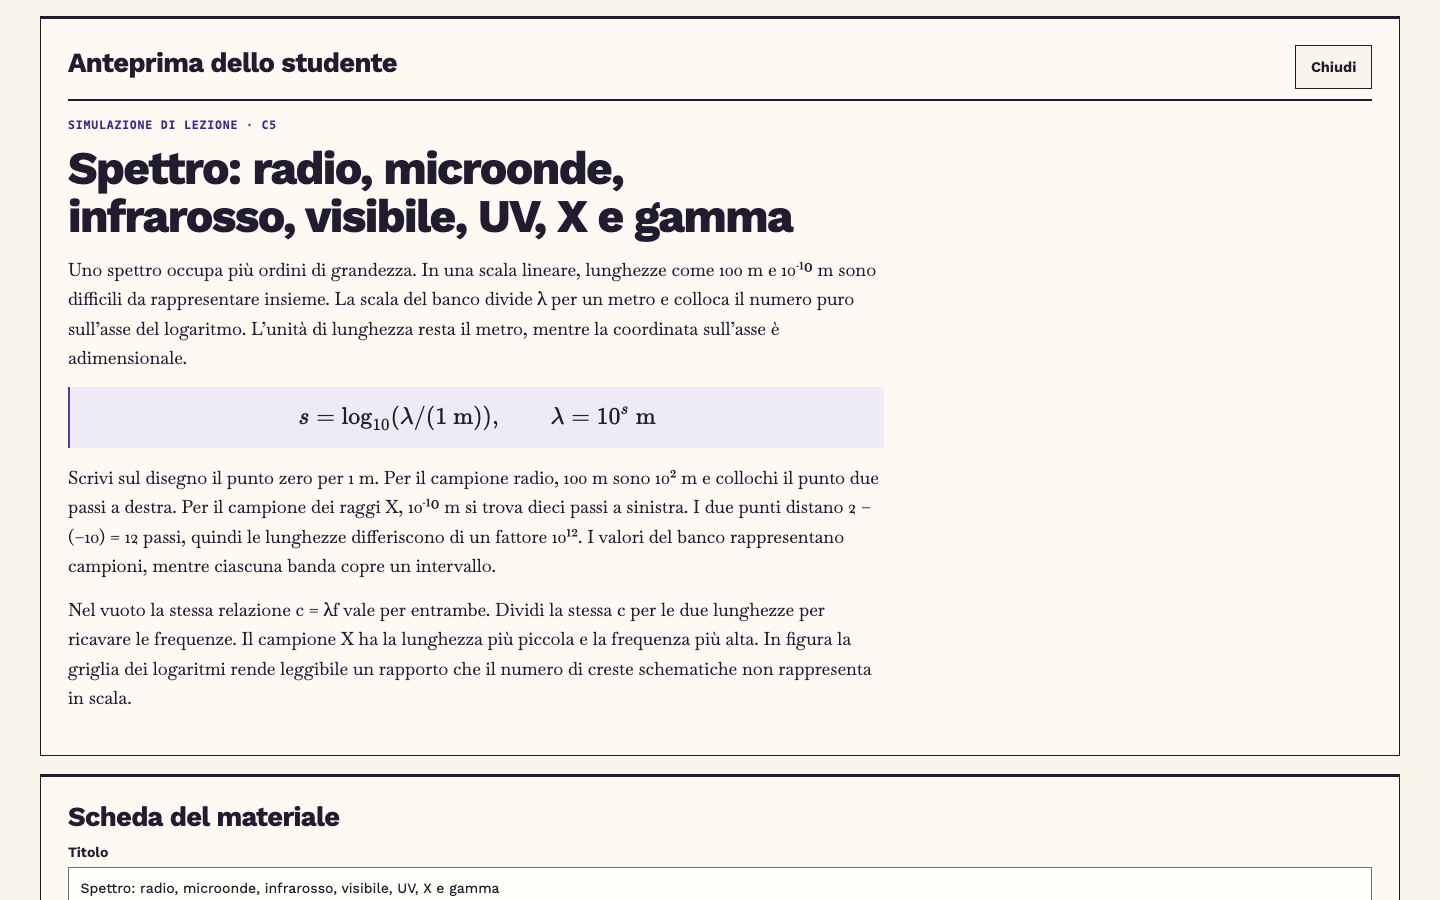 Anteprima dello studente
Chiudi
SIMULAZIONE DI LEZIONE · C5
Spettro: radio, microonde,
infrarosso, visibile, UV, X e gamma
Uno spettro occupa più ordini di grandezza. In una scala lineare, lunghezze come 100 m e 10⁻¹⁰ m sono
difficili da rappresentare insieme. La scala del banco divide λ per un metro e colloca il numero puro
sull’asse del logaritmo. L’unità di lunghezza resta il metro, mentre la coordinata sull’asse è
adimensionale.
s = log₁₀(λ/(1 m)), λ = 10ˢ m
Scrivi sul disegno il punto zero per 1 m. Per il campione radio, 100 m sono 10² m e collochi il punto due
passi a destra. Per il campione dei raggi X, 10⁻¹⁰ m si trova dieci passi a sinistra. I due punti distano 2 −
(−10) = 12 passi, quindi le lunghezze differiscono di un fattore 10¹². I valori del banco rappresentano
campioni, mentre ciascuna banda copre un intervallo.
Nel vuoto la stessa relazione c = λf vale per entrambe. Dividi la stessa c per le due lunghezze per
ricavare le frequenze. Il campione X ha la lunghezza più piccola e la frequenza più alta. In figura la
griglia dei logaritmi rende leggibile un rapporto che il numero di creste schematiche non rappresenta
in scala.
Scheda del materiale
Titolo
Spettro: radio, microonde, infrarosso, visibile, UV, X e gamma